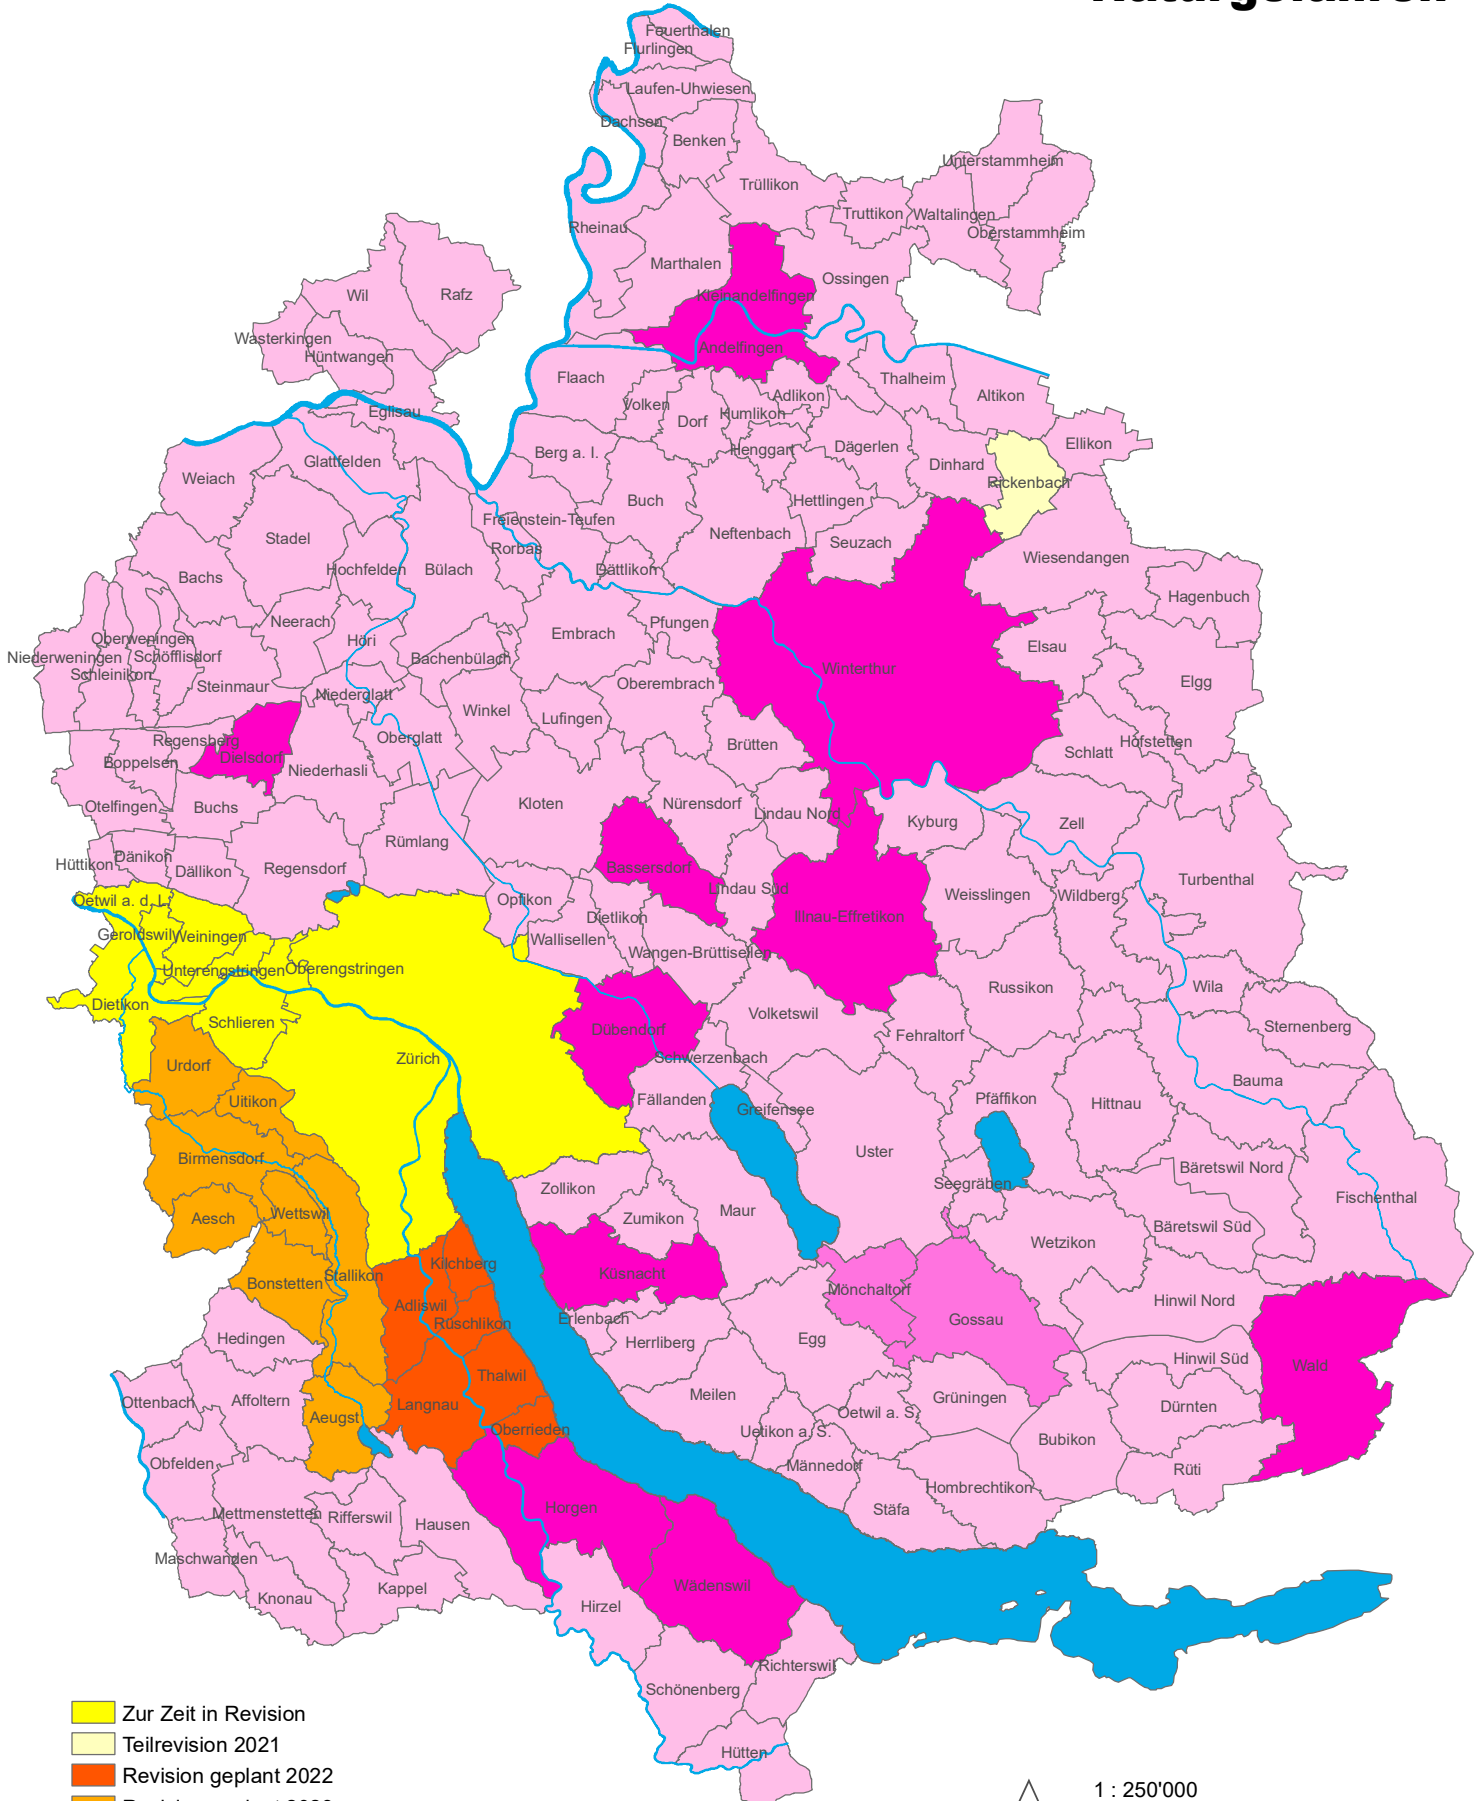 Feuerthalen
Flurlingen
Laufen-Uhwiesen
Dachsen
Benken
Unterstammheim
Trüllikon
Truttikon
Waltalingen
Oberstammheim
Rheinau
Marthalen
Ossingen
Wil
Rafz
Kleinandelfingen
Wasterkingen
Hüntwangen
Andelfingen
Flaach
Thalheim
Altikon
Volken
Adlikon
Eglisau
Dorf
Humlikon
Ellikon
Glattfelden
Berg a. I.
Henggart
Dägerlen
Dinhard
Weiach
Rickenbach
Buch
Hettlingen
Freienstein-Teufen
Neftenbach
Stadel
Rorbas
Seuzach
Wiesendangen
Bachs
Hochfelden
Bülach
Dättlikon
Hagenbuch
Neerach
Pfungen
Oberweningen
Höri
Embrach
Elsau
Niederweningen
Schöfflisdorf
Bachenbülach
Winterthur
Schleinikon
Steinmaur
Oberembrach
Elgg
Niederglatt
Winkel
Lufingen
Regensberg
Oberglatt
Brütten
Hofstetten
Boppelsen
Dielsdorf
Niederhasli
Schlatt
Otelfingen
Buchs
Kloten
Nürensdorf
Lindau Nord
Kyburg
Zell
Rümlang
Hüttikon
Dänikon
Dällikon
Regensdorf
Bassersdorf
Lindau Süd
Weisslingen
Wildberg
Turbenthal
Oetwil a. d. L.
Opfikon
Dietlikon
Illnau-Effretikon
Geroldswil
Weiningen
Wallisellen
Wangen-Brüttisellen
Unterengstringen
Oberengstringen
Russikon
Wila
Dietikon
Schlieren
Dübendorf
Volketswil
Fehraltorf
Sternenberg
Zürich
Schwerzenbach
Urdorf
Bauma
Uitikon
Fällanden
Greifensee
Pfäffikon
Hittnau
Birmensdorf
Uster
Bäretswil Nord
Zollikon
Seegräben
Fischenthal
Aesch
Wettswil
Zumikon
Maur
Bäretswil Süd
Wetzikon
Kilchberg
Küsnacht
Bonstetten
Stallikon
Mönchaltorf
Adliswil
Hinwil Nord
Rüschlikon
Erlenbach
Gossau
Hedingen
Herrliberg
Egg
Hinwil Süd
Wald
Thalwil
Ottenbach
Affoltern
Meilen
Grüningen
Dürnten
Aeugst
Langnau
Oetwil a. S.
Oberrieden
Uetikon a. S.
Bubikon
Obfelden
Männedorf
Rüti
Hombrechtikon
Mettmenstetten
Rifferswil
Horgen
Stäfa
Hausen
Maschwanden
Kappel
Wädenswil
Knonau
Hirzel
Richterswil
Schönenberg
Hütten
Zur Zeit in Revision
Teilrevision 2021
Revision geplant 2022
1 : 250'000